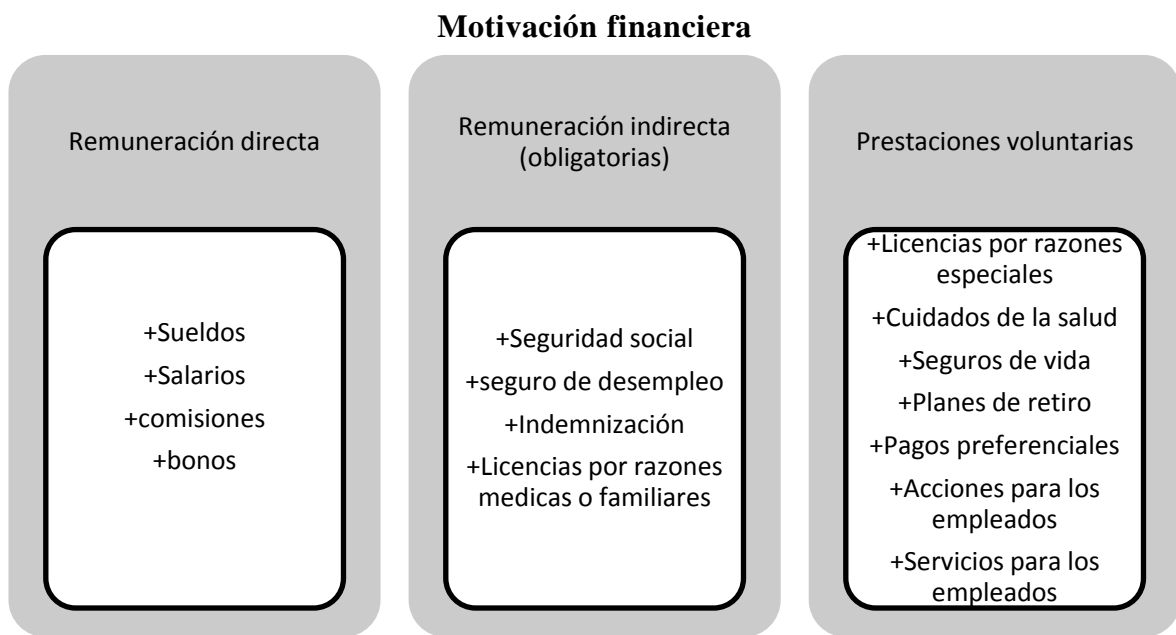 Motivación financiera
Remuneración directa
+Sueldos
+Salarios
+comisiones
+bonos
Remuneración indirecta
(obligatorias)
+Seguridad social
+seguro de desempleo
+Indemnización
+Licencias por razones
medicas o familiares
Prestaciones voluntarias
+Licencias por razones
especiales
+Cuidados de la salud
+Seguros de vida
+Planes de retiro
+Pagos preferenciales
+Acciones para los
empleados
+Servicios para los
empleados